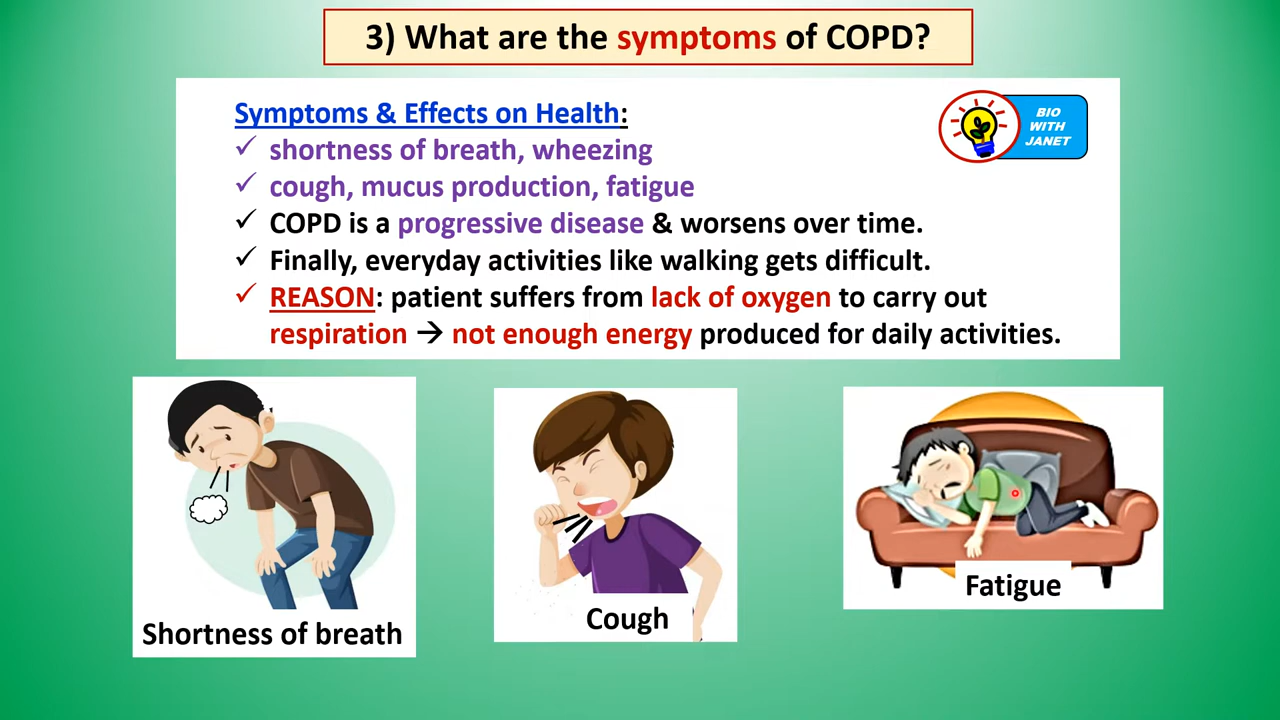 3) What are the symptoms of COPD?
Symptoms & Effects on Health:
✓ shortness of breath, wheezing
✓ cough, mucus production, fatigue
✓ COPD is a progressive disease & worsens over time.
✓ Finally, everyday activities like walking gets difficult.
✓ REASON: patient suffers from lack of oxygen to carry out
respiration → not enough energy produced for daily activities.
BIO
WITH
JANET
Shortness of breath
Cough
Fatigue